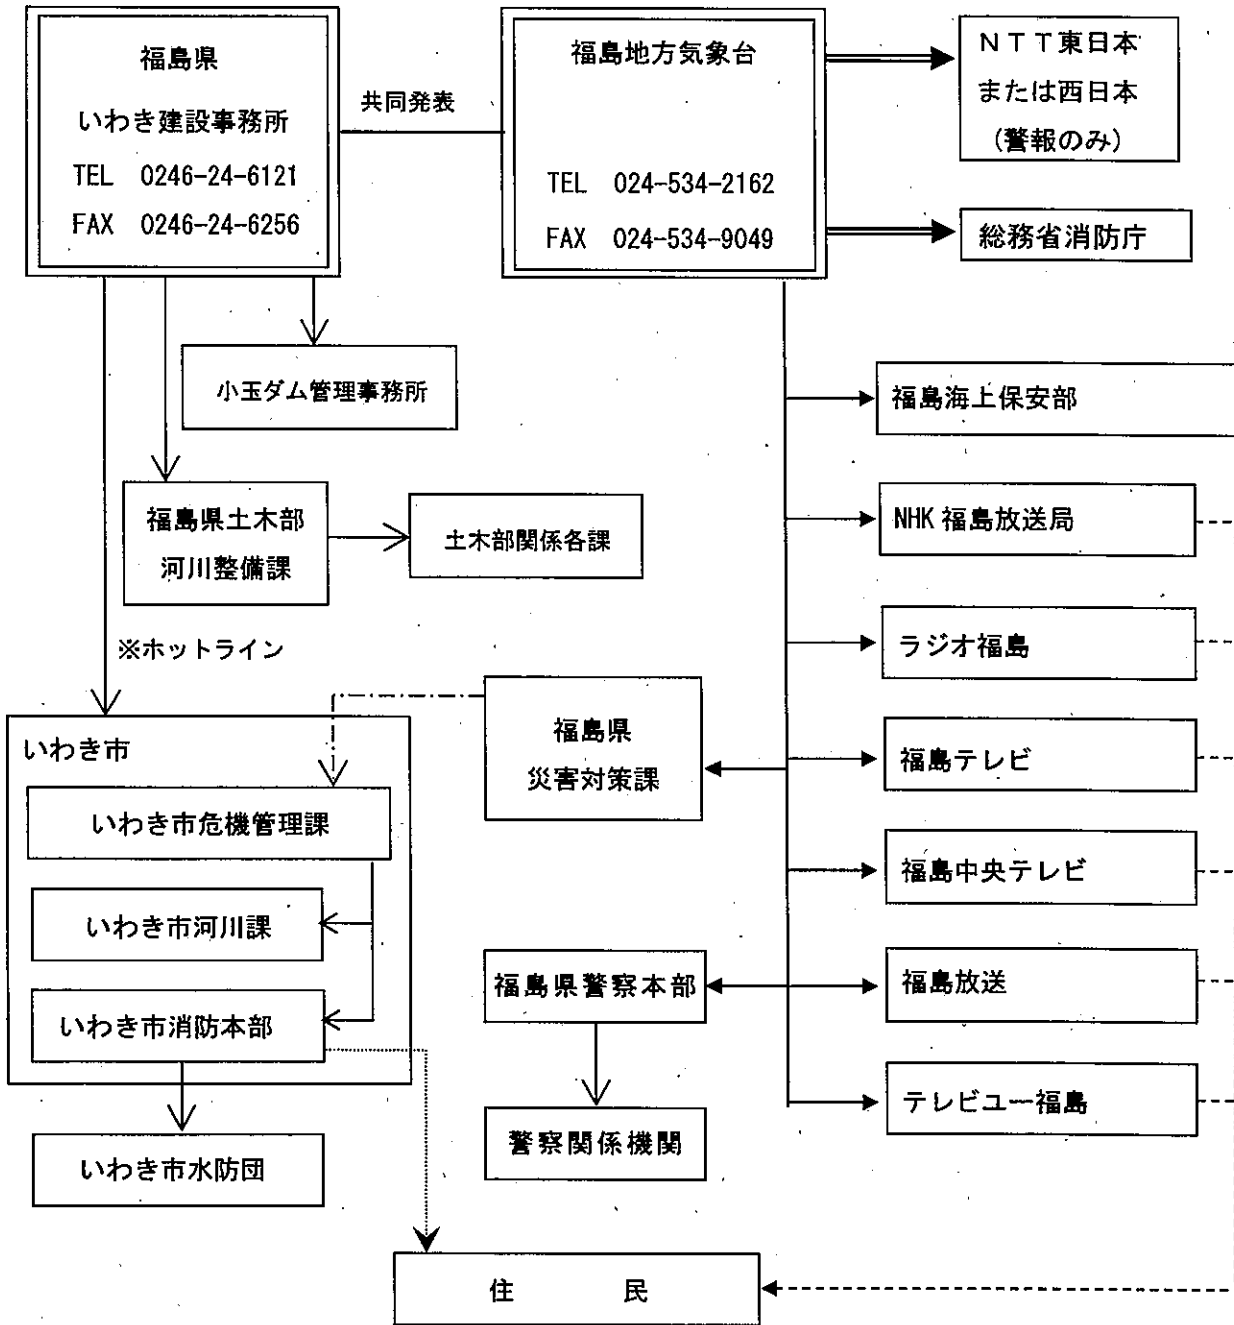 福島県
いわき建設事務所
TEL 0246-24-6121
FAX 0246-24-6256
共同発表
福島地方気象台
TEL 024-534-2162
FAX 024-534-9049
NTT東日本
または西日本
(警報のみ)
総務省消防庁
小玉ダム管理事務所
福島県土木部
河川整備課
土木部関係各課
※ホットライン
福島海上保安部
NHK福島放送局
ラジオ福島
福島テレビ
福島中央テレビ
福島放送
テレビユー福島
福島県
災害対策課
福島県警察本部
警察関係機関
いわき市
いわき市危機管理課
いわき市河川課
いわき市消防本部
いわき市水防団
住民